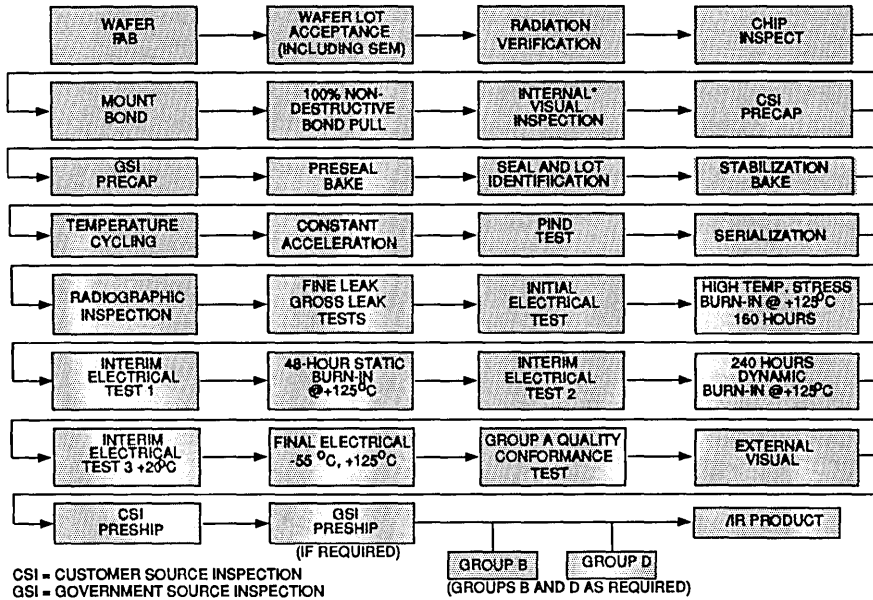 WAFER
FAB
WAFER LOT
ACCEPTANCE
(INCLUDING SEM)
RADIATION
VERIFICATION
CHIP
INSPECT
MOUNT
BOND
100% NON-
DESTRUCTIVE
BOND PULL
INTERNAL*
VISUAL
INSPECTION
CSI
PRECAP
GSI
PRECAP
PRESEAL
BAKE
SEAL AND LOT
IDENTIFICATION
STABILIZATION
BAKE
TEMPERATURE
CYCLING
CONSTANT
ACCELERATION
PIND
TEST
SERIALIZATION
RADIOGRAPHIC
INSPECTION
FINE LEAK
GROSS LEAK
TESTS
INITIAL
ELECTRICAL
TEST
HIGH TEMP. STRESS
BURN-IN @ +125°C
160 HOURS
INTERIM
ELECTRICAL
TEST 1
48-HOUR STATIC
BURN-IN
@+125°C
INTERIM
ELECTRICAL
TEST 2
240 HOURS
DYNAMIC
BURN-IN @+125°C
INTERIM
ELECTRICAL
TEST 3 +20°C
FINAL ELECTRICAL
-55 °C, +125°C
GROUP A QUALITY
CONFORMANCE
TEST
EXTERNAL
VISUAL
CSI
PRESHIP
GSI
PRESHIP
(IF REQUIRED)
/IR PRODUCT
GROUP B
GROUP D
(GROUPS B AND D AS REQUIRED)
CSI = CUSTOMER SOURCE INSPECTION
GSI = GOVERNMENT SOURCE INSPECTION